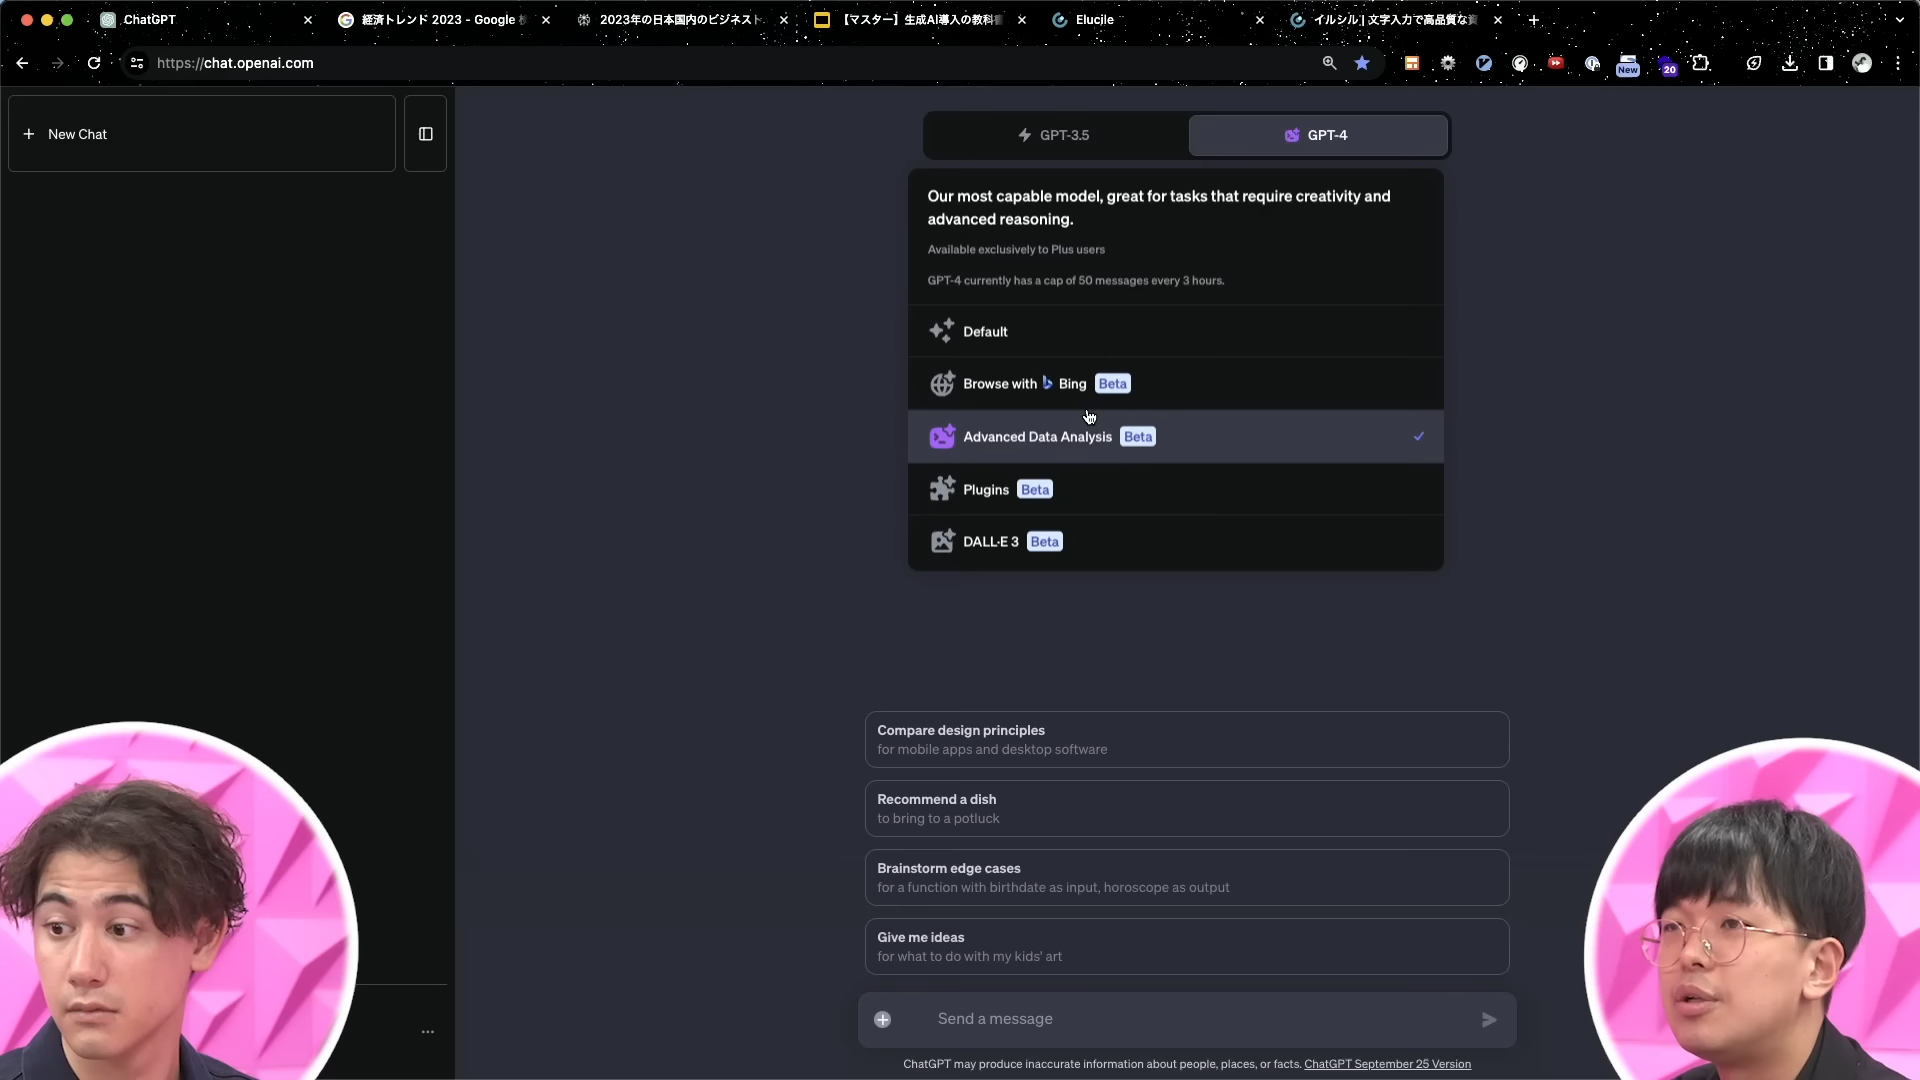 ChatGPT
経済トレンド 2023 - Google
2023年の日本国内のビジネスト
【マスター】生成AI導入の教科書
Elucile
イルシル | 文字入力で高品質な資
https://chat.openai.com
New
20
New Chat
GPT-3.5
GPT-4
Our most capable model, great for tasks that require creativity and
advanced reasoning.
Available exclusively to Plus users
GPT-4 currently has a cap of 50 messages every 3 hours.
Default
Browse with Bing Beta
Advanced Data Analysis Beta
Plugins Beta
DALL·E 3 Beta
Compare design principles
for mobile apps and desktop software
Recommend a dish
to bring to a potluck
Brainstorm edge cases
for a function with birthdate as input, horoscope as output
Give me ideas
for what to do with my kids' art
Send a message
ChatGPT may produce inaccurate information about people, places, or facts. ChatGPT September 25 Version